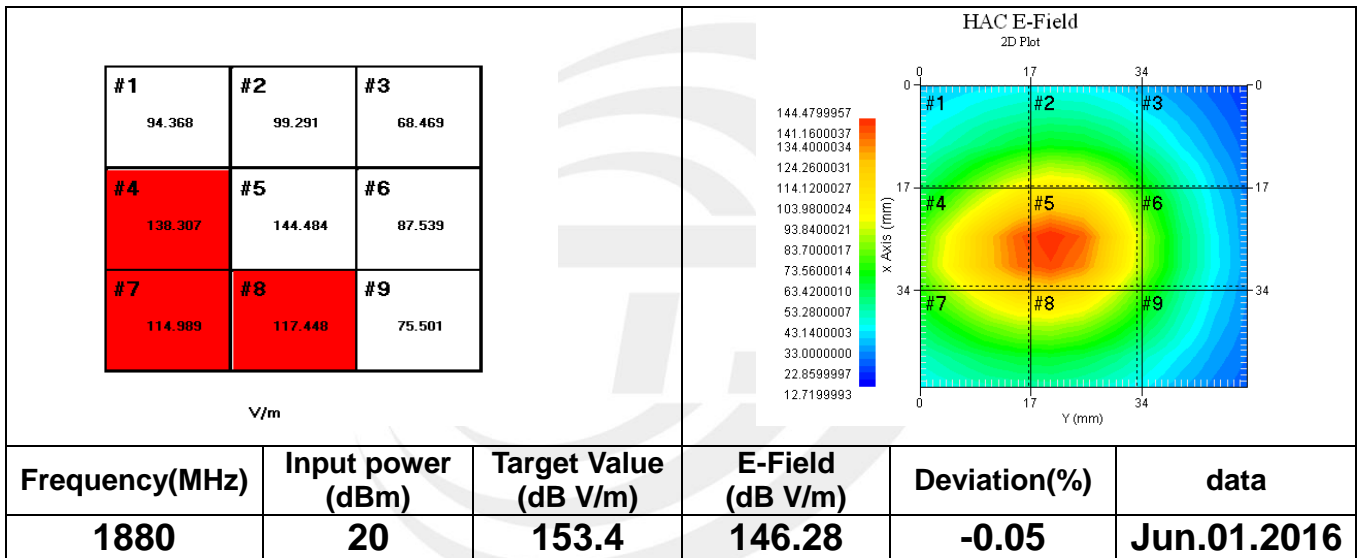 #1 #2 #3
94.368 99.291 68.469
#4 #5 #6
138.307 144.484 87.539
#7 #8 #9
114.989 117.448 75.501
V/m
HAC E-Field
2D Plot
144.4799957
141.1600037
134.4000034
124.2600031
114.1200027
103.9800024
93.8400021
83.7000017
73.5600014
63.4200010
53.2800007
43.1400003
33.0000000
22.8599997
12.7199993
0 17 34
0 0
#1 #2 #3
17 17
#4 #5 #6
x Axis (mm)
34 34
#7 #8 #9
0 17 34
Y (mm)
Frequency(MHz) Input power (dBm) Target Value (dB V/m) E-Field (dB V/m) Deviation(%) data
1880 20 153.4 146.28 -0.05 Jun.01.2016